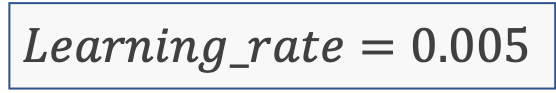 Learning_rate = 0.005